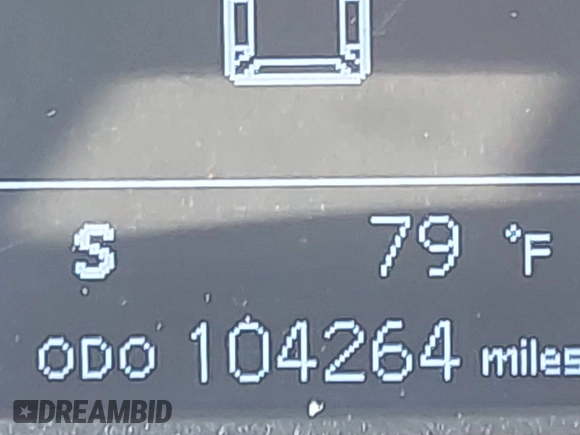 S 79 °F
ODO 104264 miles
DREAMBID